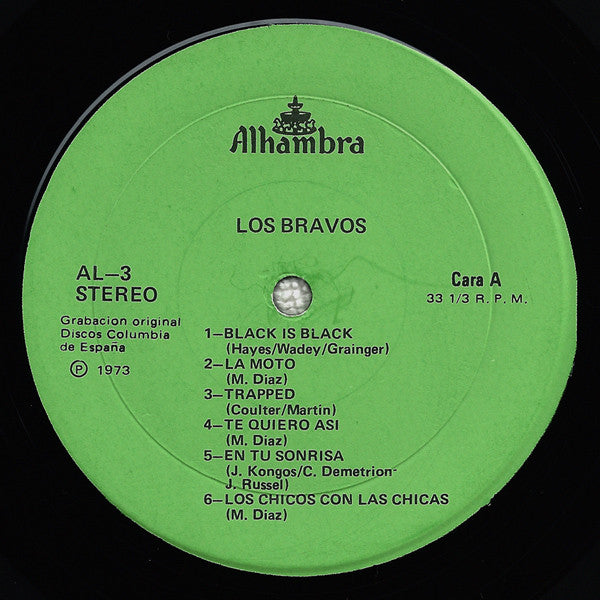 Alhambra
LOS BRAVOS
AL—3
STEREO
Cara A
33 1/3 R. P. M.
Grabacion original
Discos Columbia
de España
Ⓟ 1973
1—BLACK IS BLACK
(Hayes/Wadey/Grainger)
2—LA MOTO
(M. Diaz)
3—TRAPPED
(Coulter/Martin)
4—TE QUIERO ASI
(M. Diaz)
5—EN TU SONRISA
(J. Kongos/C. Demetrion-
J. Russel)
6—LOS CHICOS CON LAS CHICAS
(M. Diaz)